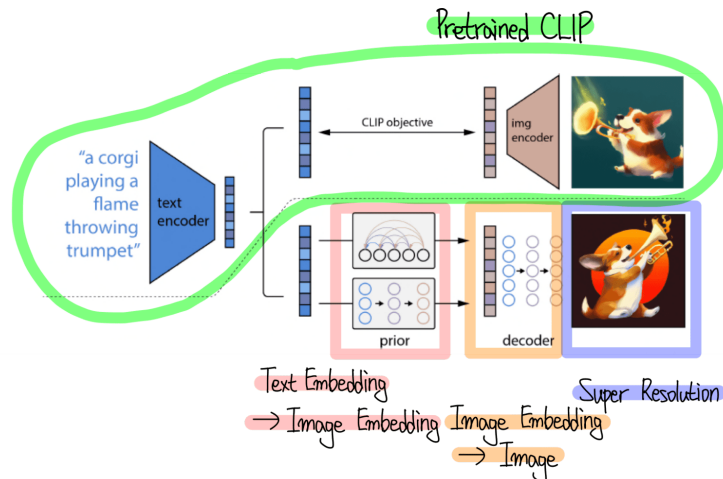 Pretrained CLIP
CLIP objective
img
encoder
“a corgi
playing a
flame
throwing
trumpet”
text
encoder
prior
decoder
Text Embedding
→ Image Embedding
Image Embedding
→ Image
Super Resolution